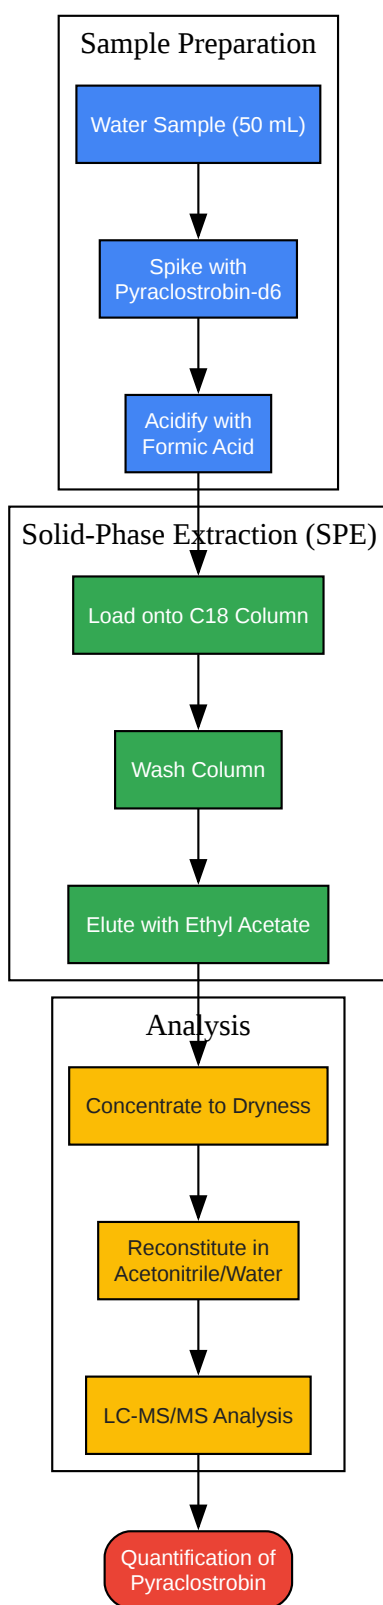 Sample Preparation
Water Sample (50 mL)
Spike with
Pyraclostrobin-d6
Acidify with
Formic Acid
Solid-Phase Extraction (SPE)
Load onto C18 Column
Wash Column
Elute with Ethyl Acetate
Analysis
Concentrate to Dryness
Reconstitute in
Acetonitrile/Water
LC-MS/MS Analysis
Quantification of
Pyraclostrobin